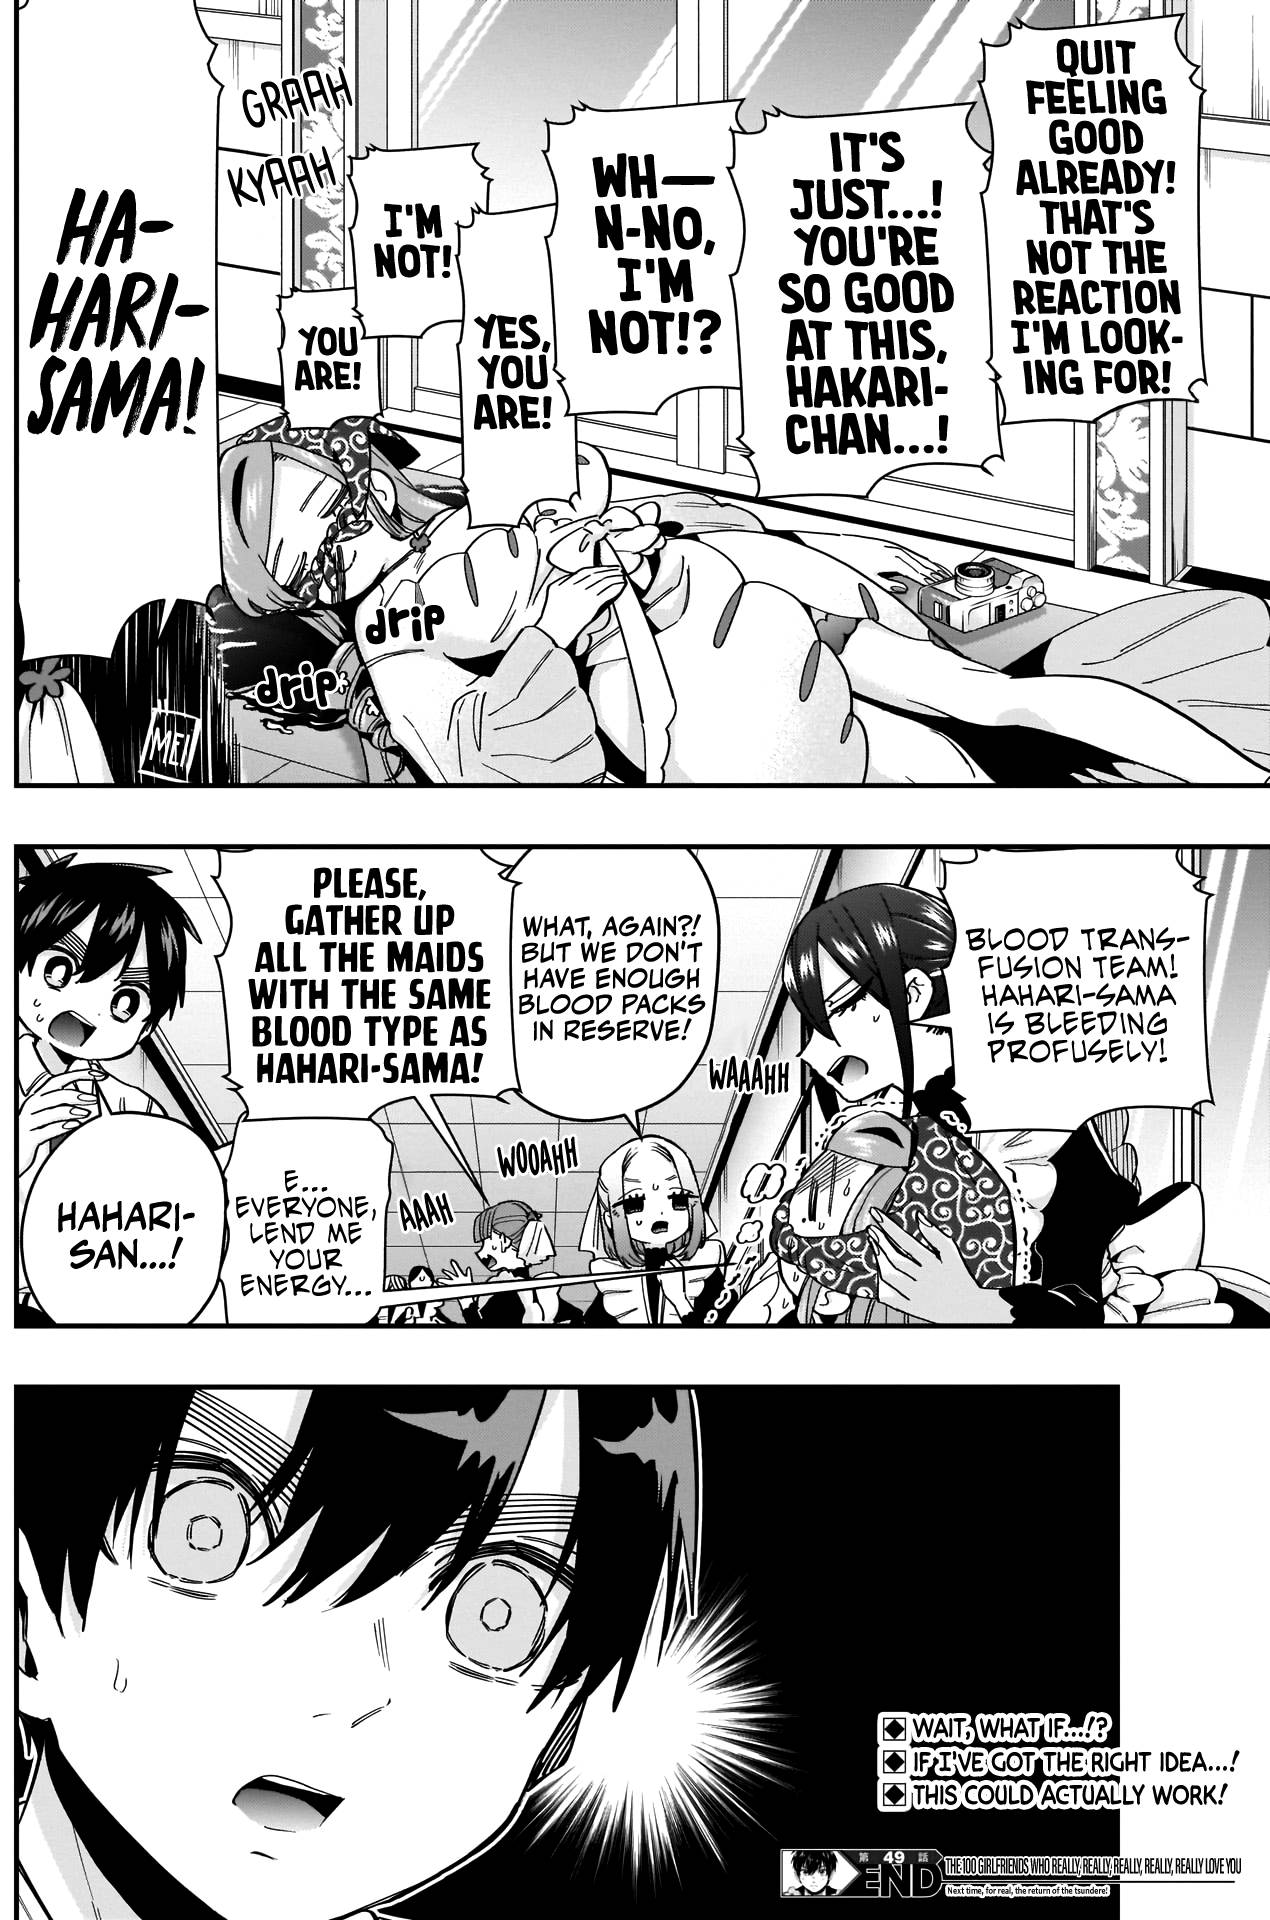 QUIT
FEELING
GOOD
ALREADY!
THAT'S
NOT THE
REACTION
I'M LOOK-
ING FOR!
IT'S
JUST...!
YOU'RE
SO GOOD
AT THIS,
HAKARI-
CHAN...!
WH—
N-NO,
I'M
NOT!?
YES,
YOU
ARE!
I'M
NOT!
YOU
ARE!
GRAAH
KYAAH
HA-
HARI-
SAMA!
drip
drip
MEI
BLOOD TRANS-
FUSION TEAM!
HAHARI-SAMA
IS BLEEDING
PROFUSELY!
WHAT, AGAIN?!
BUT WE DON'T
HAVE ENOUGH
BLOOD PACKS
IN RESERVE!
PLEASE,
GATHER UP
ALL THE MAIDS
WITH THE SAME
BLOOD TYPE AS
HAHARI-SAMA!
WAAAHH
WOOAHH
AAAH
E...
EVERYONE,
LEND ME
YOUR
ENERGY...
HAHARI-
SAN...!
WAIT, WHAT IF...!?
IF I'VE GOT THE RIGHT IDEA...!
THIS COULD ACTUALLY WORK!
第 49 話
END
THE 100 GIRLFRIENDS WHO REALLY, REALLY, REALLY, REALLY, REALLY LOVE YOU
Next time, for real, the return of the tsundere!